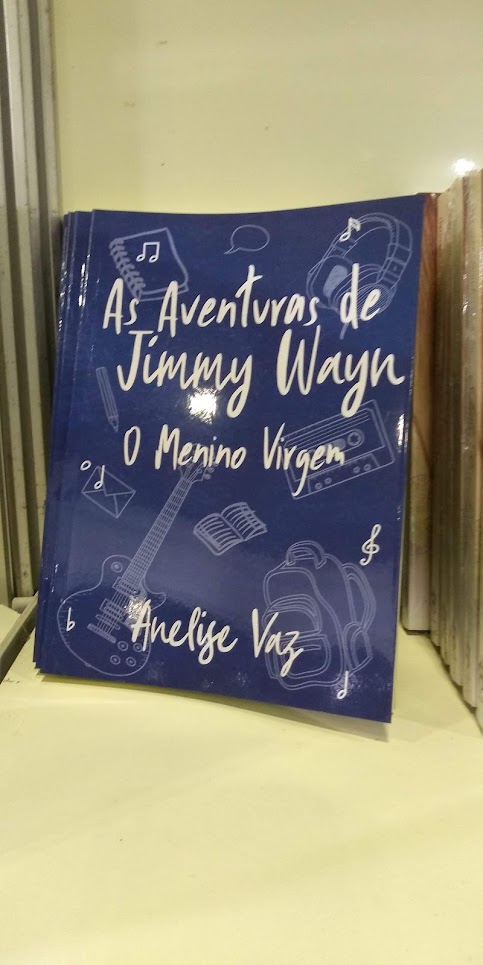 As Aventuras de
Jimmy Wayn
O Menino Virgem
Anelise Vaz